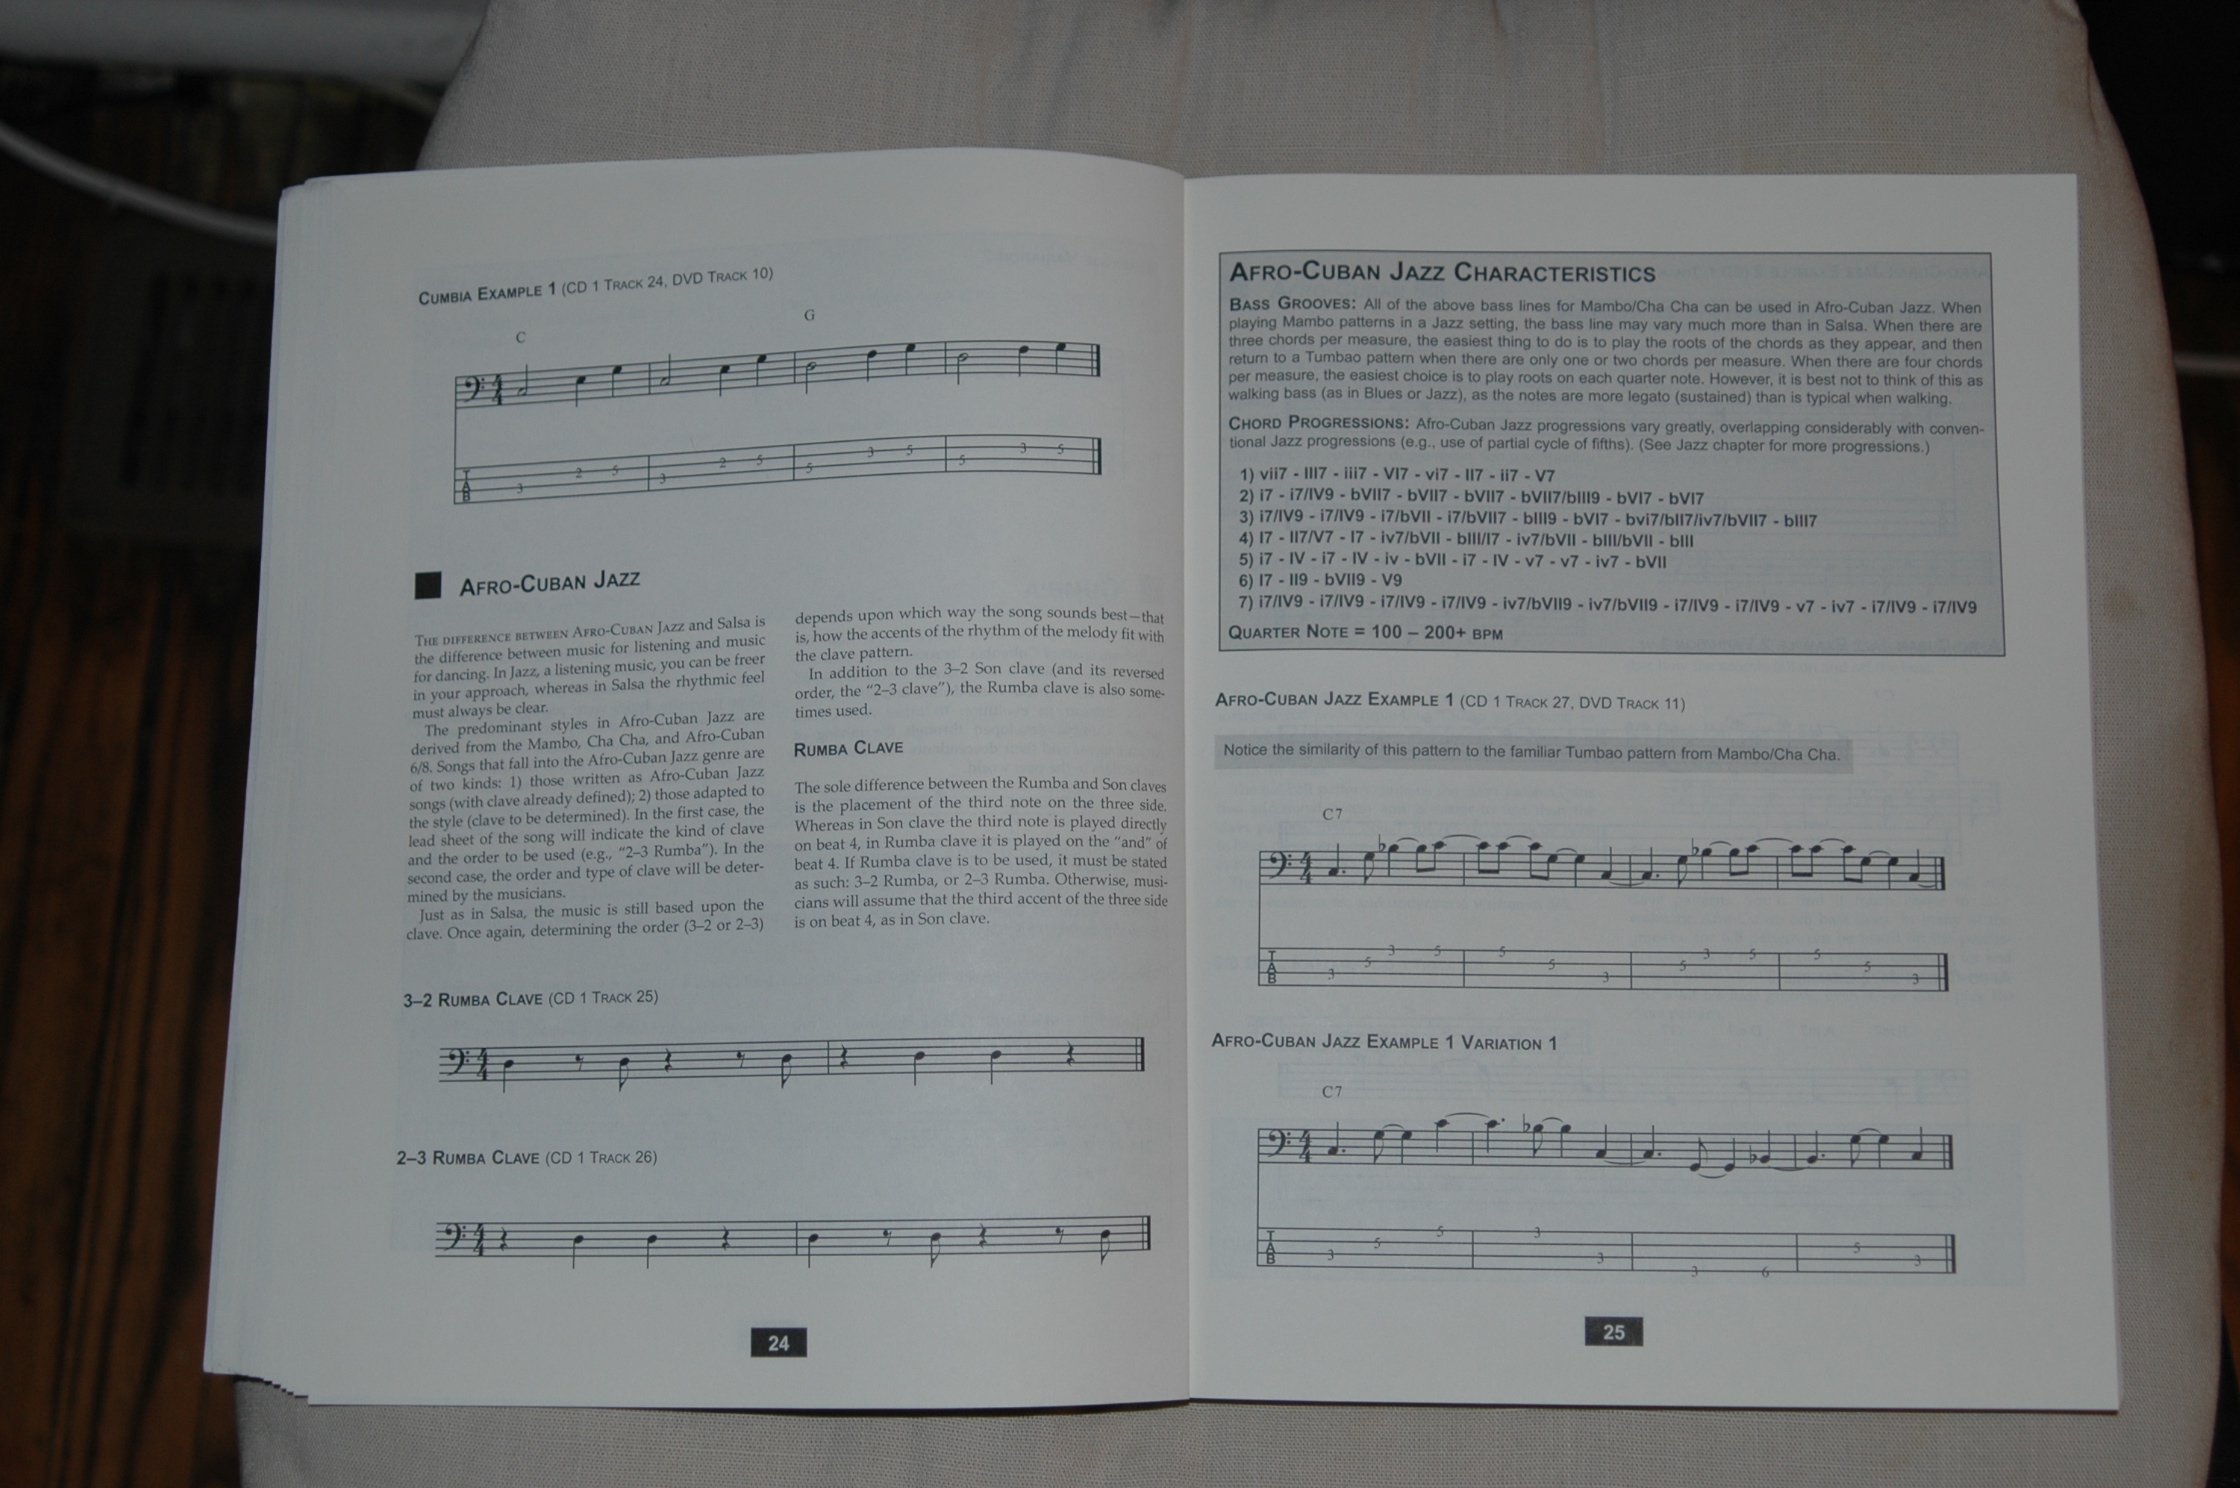 CUMBIA EXAMPLE 1 (CD 1 TRACK 24, DVD TRACK 10)
C G
4
4
T
A
B
3 2 5 3 2 5 5 3 5 5 3 5
AFRO-CUBAN JAZZ
THE DIFFERENCE BETWEEN AFRO-CUBAN JAZZ and Salsa is
the difference between music for listening and music
for dancing. In Jazz, a listening music, you can be freer
in your approach, whereas in Salsa the rhythmic feel
must always be clear.
The predominant styles in Afro-Cuban Jazz are
derived from the Mambo, Cha Cha, and Afro-Cuban
6/8. Songs that fall into the Afro-Cuban Jazz genre are
of two kinds: 1) those written as Afro-Cuban Jazz
songs (with clave already defined); 2) those adapted to
the style (clave to be determined). In the first case, the
lead sheet of the song will indicate the kind of clave
and the order to be used (e.g., “2–3 Rumba”). In the
second case, the order and type of clave will be deter-
mined by the musicians.
Just as in Salsa, the music is still based upon the
clave. Once again, determining the order (3–2 or 2–3)
depends upon which way the song sounds best—that
is, how the accents of the rhythm of the melody fit with
the clave pattern.
In addition to the 3–2 Son clave (and its reversed
order, the “2–3 clave”), the Rumba clave is also some-
times used.
RUMBA CLAVE
The sole difference between the Rumba and Son claves
is the placement of the third note on the three side.
Whereas in Son clave the third note is played directly
on beat 4, in Rumba clave it is played on the “and” of
beat 4. If Rumba clave is to be used, it must be stated
as such: 3–2 Rumba, or 2–3 Rumba. Otherwise, musi-
cians will assume that the third accent of the three side
is on beat 4, as in Son clave.
3–2 RUMBA CLAVE (CD 1 TRACK 25)
4
4
2–3 RUMBA CLAVE (CD 1 TRACK 26)
4
4
24
AFRO-CUBAN JAZZ CHARACTERISTICS
BASS GROOVES: All of the above bass lines for Mambo/Cha Cha can be used in Afro-Cuban Jazz. When
playing Mambo patterns in a Jazz setting, the bass line may vary much more than in Salsa. When there are
three chords per measure, the easiest thing to do is to play the roots of the chords as they appear, and then
return to a Tumbao pattern when there are only one or two chords per measure. When there are four chords
per measure, the easiest choice is to play roots on each quarter note. However, it is best not to think of this as
walking bass (as in Blues or Jazz), as the notes are more legato (sustained) than is typical when walking.
CHORD PROGRESSIONS: Afro-Cuban Jazz progressions vary greatly, overlapping considerably with conven-
tional Jazz progressions (e.g., use of partial cycle of fifths). (See Jazz chapter for more progressions.)
1) vii7 - III7 - iii7 - VI7 - vi7 - II7 - ii7 - V7
2) i7 - i7/IV9 - bVII7 - bVII7 - bVII7 - bVII7/bIII9 - bVI7 - bVI7
3) i7/IV9 - i7/IV9 - i7/bVII - i7/bVII7 - bIII9 - bVI7 - bvi7/bII7/iv7/bVII7 - bIII7
4) I7 - II7/V7 - I7 - iv7/bVII - bIII/I7 - iv7/bVII - bIII/bVII - bIII
5) i7 - IV - i7 - IV - iv - bVII - i7 - IV - v7 - v7 - iv7 - bVII
6) I7 - II9 - bVII9 - V9
7) i7/IV9 - i7/IV9 - i7/IV9 - i7/IV9 - iv7/bVII9 - iv7/bVII9 - i7/IV9 - i7/IV9 - v7 - iv7 - i7/IV9 - i7/IV9
QUARTER NOTE = 100 – 200+ BPM
AFRO-CUBAN JAZZ EXAMPLE 1 (CD 1 TRACK 27, DVD TRACK 11)
Notice the similarity of this pattern to the familiar Tumbao pattern from Mambo/Cha Cha.
C7
4
4
T
A
B
3 5 3 5 5 5 3 5 3 5 5 5 3
AFRO-CUBAN JAZZ EXAMPLE 1 VARIATION 1
C7
4
4
T
A
B
3 5 5 3 3 3 6 5 3
25